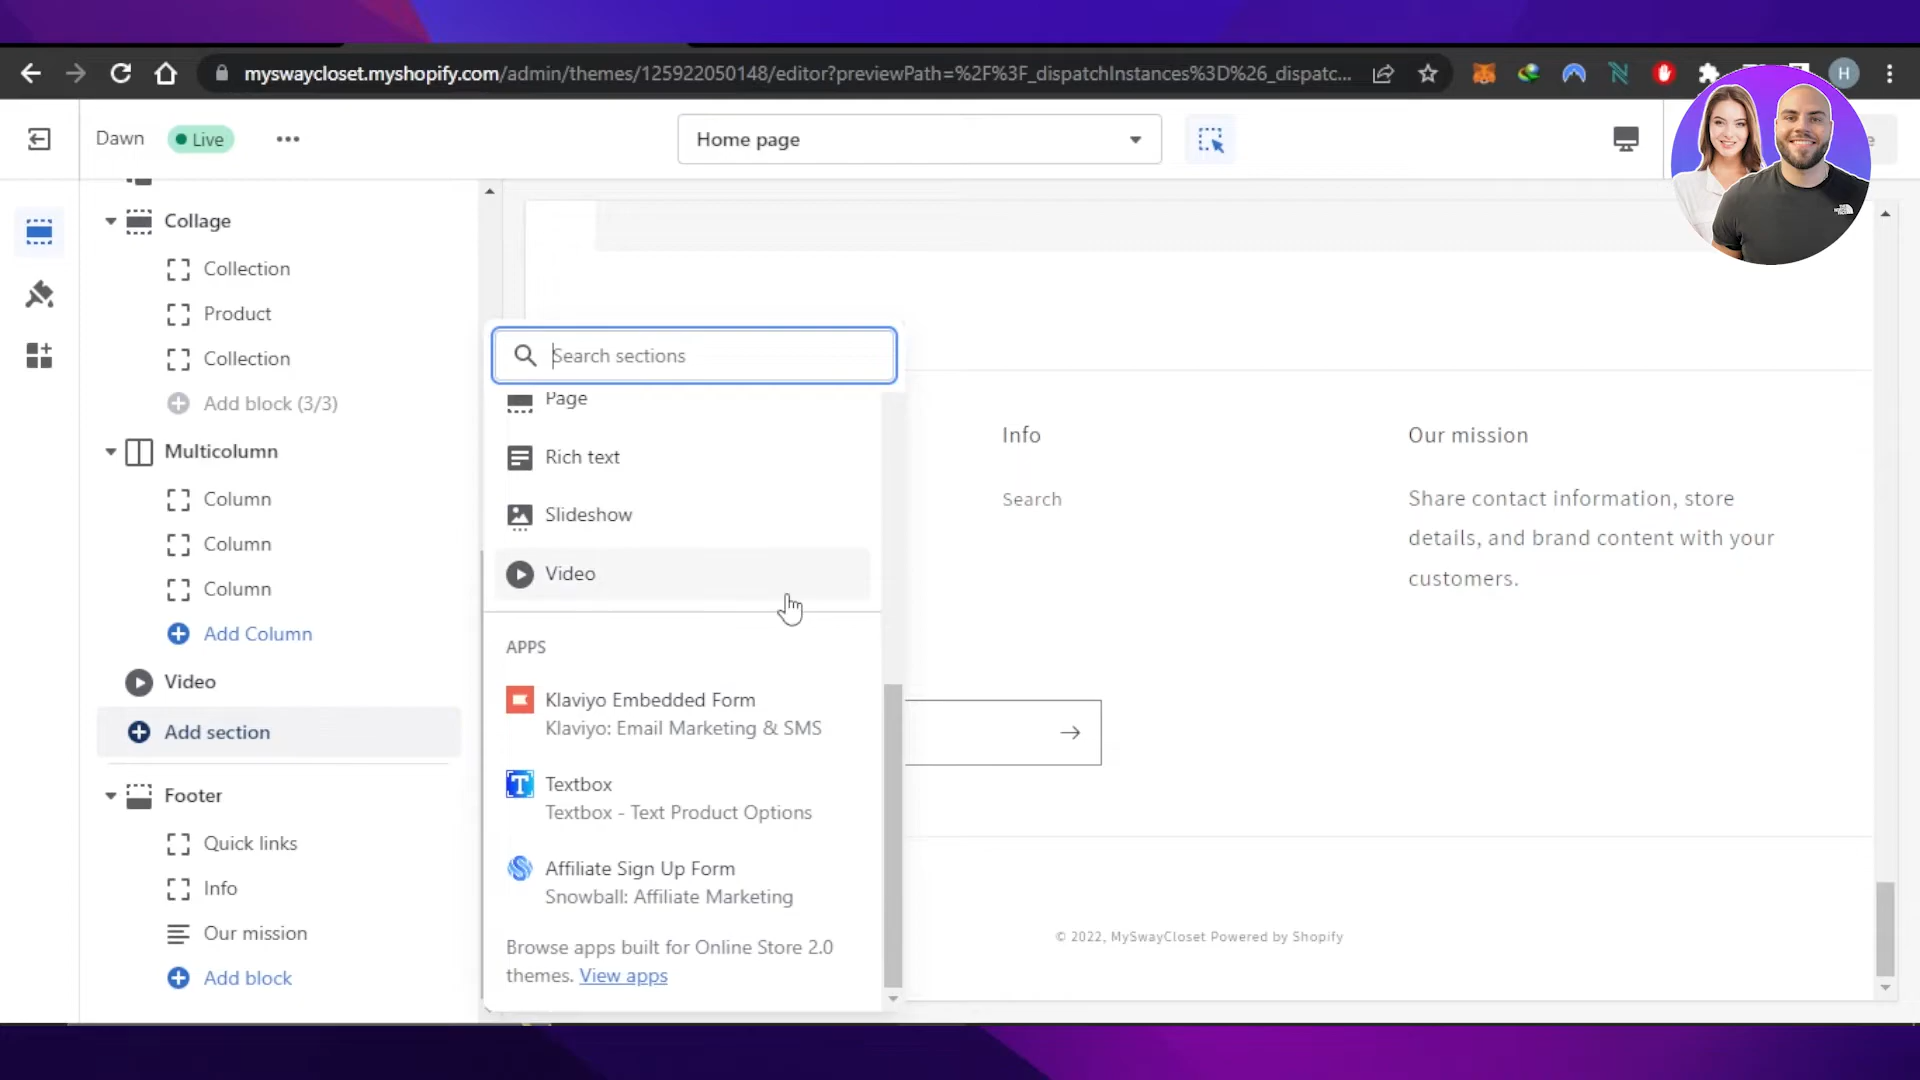 myswaycloset.myshopify.com/admin/themes/125922050148/editor?previewPath=%2F%3F_dispatchInstances%3D%26_dispatc...
H
Dawn
Live
Home page
Collage
Collection
Product
Collection
Add block (3/3)
Multicolumn
Column
Column
Column
Add Column
Video
Add section
Footer
Quick links
Info
Our mission
Add block
Search sections
Page
Rich text
Slideshow
Video
APPS
Klaviyo Embedded Form
Klaviyo: Email Marketing & SMS
Textbox
Textbox - Text Product Options
Affiliate Sign Up Form
Snowball: Affiliate Marketing
Browse apps built for Online Store 2.0
themes. View apps
Info
Search
Our mission
Share contact information, store
details, and brand content with your
customers.
© 2022, MySwayCloset Powered by Shopify